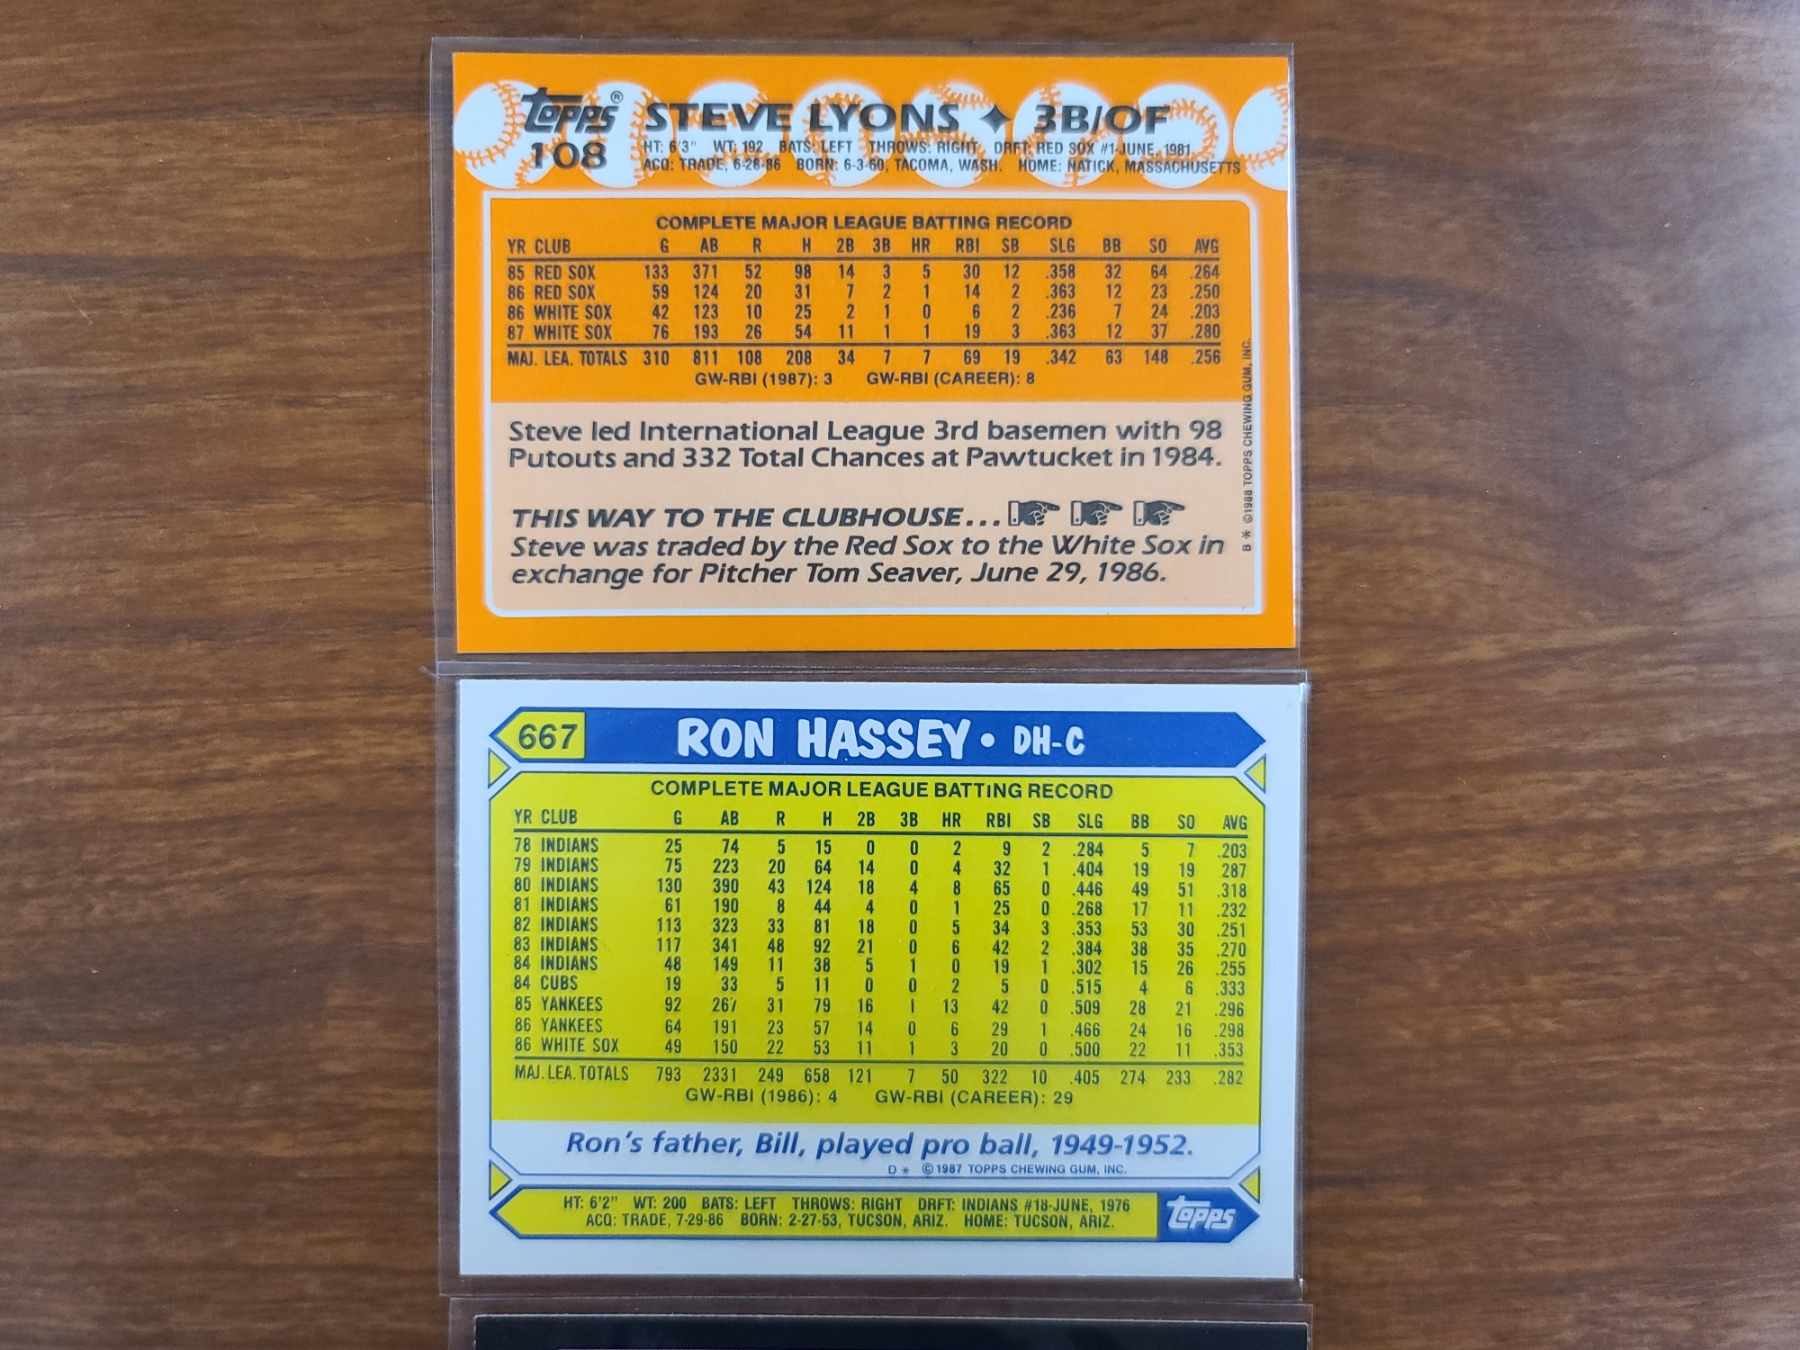 topps® STEVE LYONS ✦ 3B/OF
108 HT: 6'3" WT: 192 BATS: LEFT THROWS: RIGHT DRFT: RED SOX #1-JUNE, 1981
ACQ: TRADE, 6-28-86 BORN: 6-3-60, TACOMA, WASH. HOME: NATICK, MASSACHUSETTS
COMPLETE MAJOR LEAGUE BATTING RECORD
YR CLUB G AB R H 2B 3B HR RBI SB SLG BB SO AVG
85 RED SOX 133 371 52 98 14 3 5 30 12 .358 32 64 .264
86 RED SOX 59 124 20 31 7 2 1 14 2 .363 12 23 .250
86 WHITE SOX 42 123 10 25 2 1 0 6 2 .236 7 24 .203
87 WHITE SOX 76 193 26 54 11 1 1 19 3 .363 12 37 .280
MAJ. LEA. TOTALS 310 811 108 208 34 7 7 69 19 .342 63 148 .256
GW-RBI (1987): 3 GW-RBI (CAREER): 8
Steve led International League 3rd basemen with 98
Putouts and 332 Total Chances at Pawtucket in 1984.
THIS WAY TO THE CLUBHOUSE...
Steve was traded by the Red Sox to the White Sox in
exchange for Pitcher Tom Seaver, June 29, 1986.
B * ©1988 TOPPS CHEWING GUM, INC.
667 RON HASSEY • DH-C
COMPLETE MAJOR LEAGUE BATTING RECORD
YR CLUB G AB R H 2B 3B HR RBI SB SLG BB SO AVG
78 INDIANS 25 74 5 15 0 0 2 9 2 .284 5 7 .203
79 INDIANS 75 223 20 64 14 0 4 32 1 .404 19 19 .287
80 INDIANS 130 390 43 124 18 4 8 65 0 .446 49 51 .318
81 INDIANS 61 190 8 44 4 0 1 25 0 .268 17 11 .232
82 INDIANS 113 323 33 81 18 0 5 34 3 .353 53 30 .251
83 INDIANS 117 341 48 92 21 0 6 42 2 .384 38 35 .270
84 INDIANS 48 149 11 38 5 1 0 19 1 .302 15 26 .255
84 CUBS 19 33 5 11 0 0 2 5 0 .515 4 6 .333
85 YANKEES 92 267 31 79 16 1 13 42 0 .509 28 21 .296
86 YANKEES 64 191 23 57 14 0 6 29 1 .466 24 16 .298
86 WHITE SOX 49 150 22 53 11 1 3 20 0 .500 22 11 .353
MAJ. LEA. TOTALS 793 2331 249 658 121 7 50 322 10 .405 274 233 .282
GW-RBI (1986): 4 GW-RBI (CAREER): 29
Ron's father, Bill, played pro ball, 1949-1952.
D * ©1987 TOPPS CHEWING GUM, INC.
HT: 6'2" WT: 200 BATS: LEFT THROWS: RIGHT DRFT: INDIANS #18-JUNE, 1976
ACQ: TRADE, 7-29-86 BORN: 2-27-53, TUCSON, ARIZ. HOME: TUCSON, ARIZ.
topps